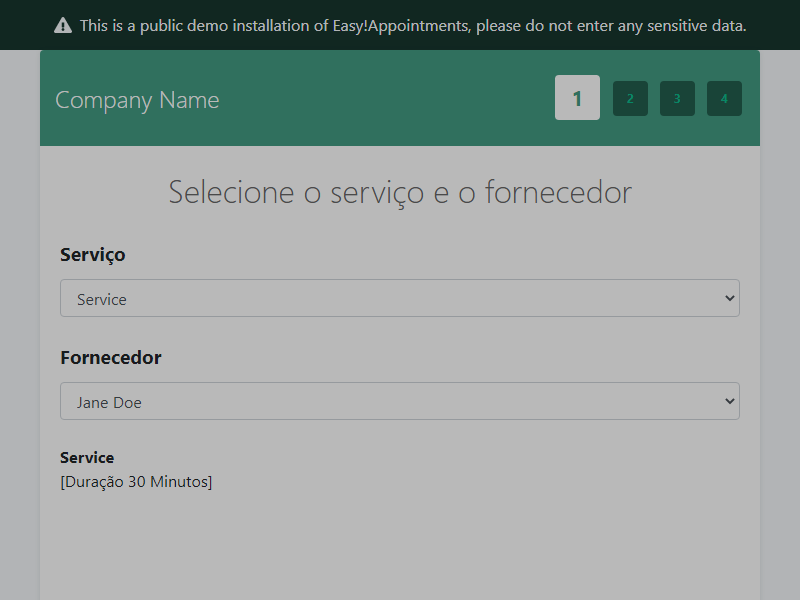 This is a public demo installation of Easy!Appointments, please do not enter any sensitive data.
Company Name
1 2 3 4
Selecione o serviço e o fornecedor
Serviço
Service
Fornecedor
Jane Doe
Service
[Duração 30 Minutos]